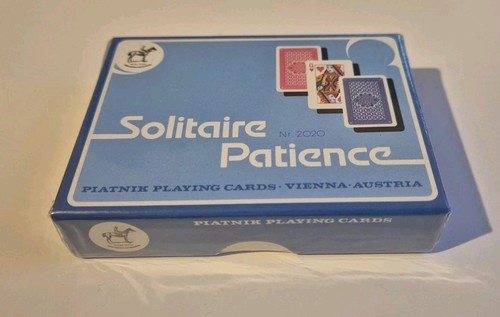 Solitaire
Nr. 2020
Patience
PIATNIK PLAYING CARDS · VIENNA · AUSTRIA
PIATNIK PLAYING CARDS